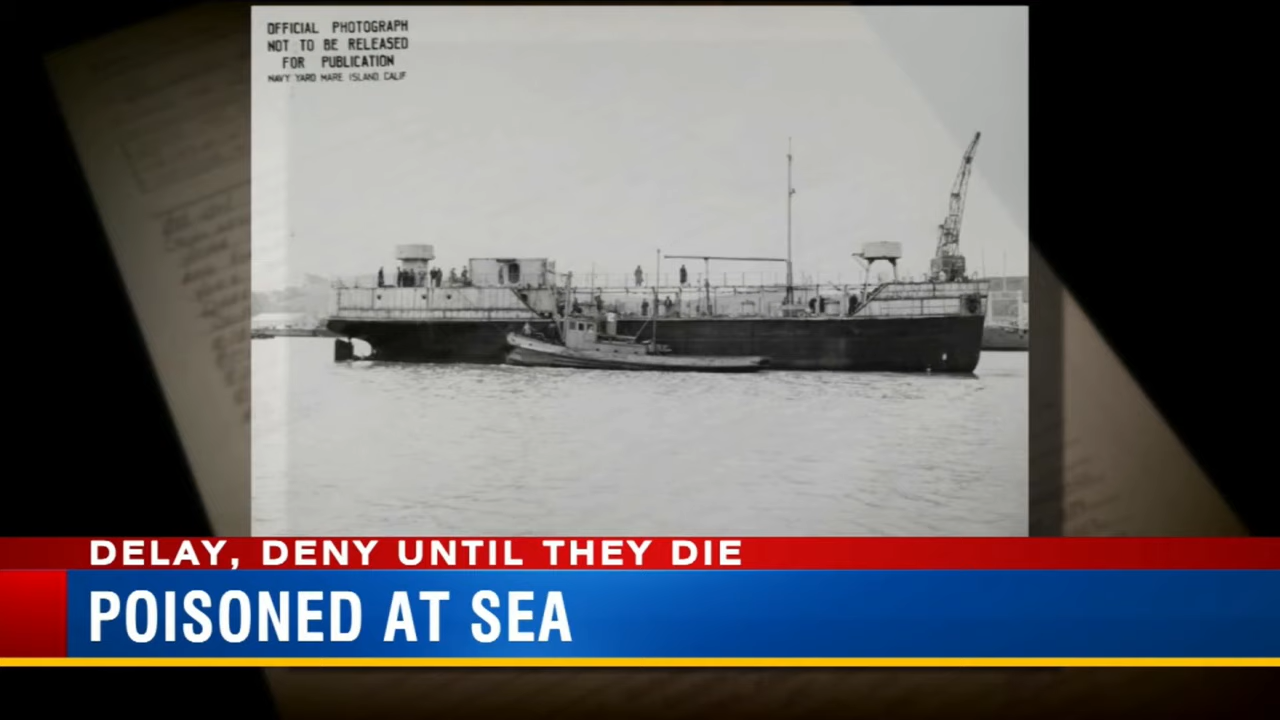 OFFICIAL PHOTOGRAPH
NOT TO BE RELEASED
FOR PUBLICATION
NAVY YARD MARE ISLAND, CALIF
DELAY, DENY UNTIL THEY DIE
POISONED AT SEA